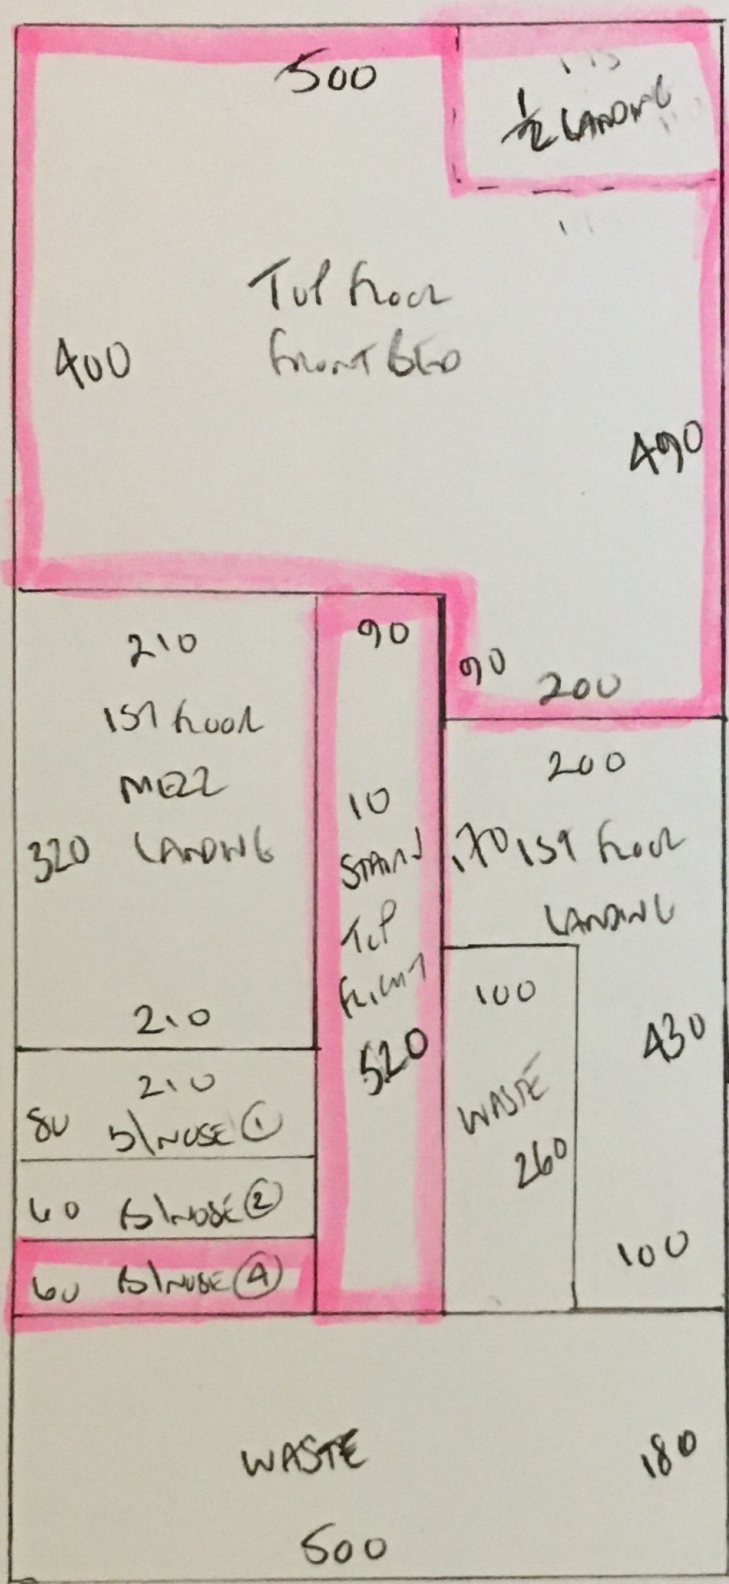 500
1/2 LANDING
TOP FLOOR
400
FRONT BED
490
210
90
90
200
1ST FLOOR
MEZZ
320 LANDING
10
STAIRS
TOP
FLIGHT
520
200
170 1ST FLOOR
LANDING
210
100
430
210
80 B/NOSE ①
WASTE
260
60 B/NOSE ②
100
60 B/NOSE ④
WASTE
180
500